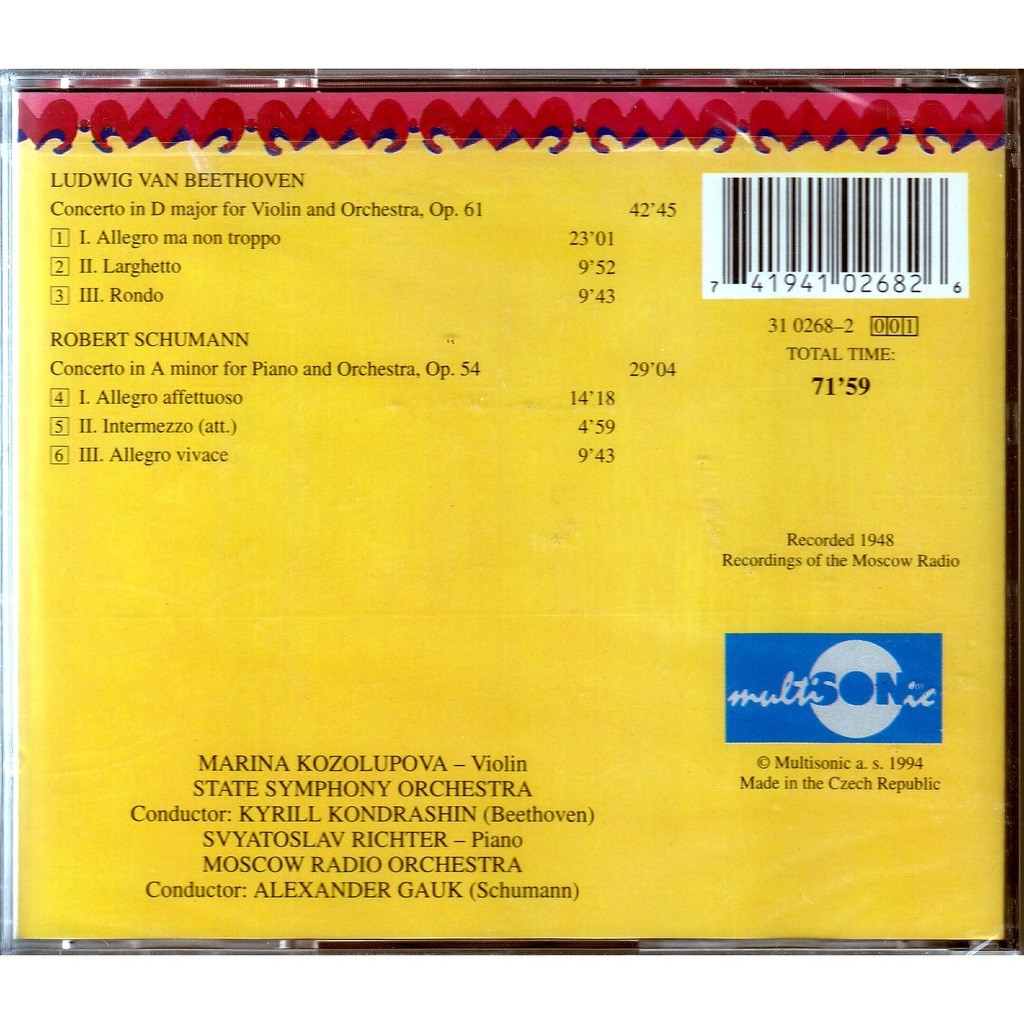 LUDWIG VAN BEETHOVEN
Concerto in D major for Violin and Orchestra, Op. 61 42’45
1 I. Allegro ma non troppo 23’01
2 II. Larghetto 9’52
3 III. Rondo 9’43
ROBERT SCHUMANN
Concerto in A minor for Piano and Orchestra, Op. 54 29’04
4 I. Allegro affettuoso 14’18
5 II. Intermezzo (att.) 4’59
6 III. Allegro vivace 9’43
7 41941 02682 6
31 0268–2 001
TOTAL TIME:
71’59
Recorded 1948
Recordings of the Moscow Radio
multiSONic
© Multisonic a. s. 1994
Made in the Czech Republic
MARINA KOZOLUPOVA – Violin
STATE SYMPHONY ORCHESTRA
Conductor: KYRILL KONDRASHIN (Beethoven)
SVYATOSLAV RICHTER – Piano
MOSCOW RADIO ORCHESTRA
Conductor: ALEXANDER GAUK (Schumann)